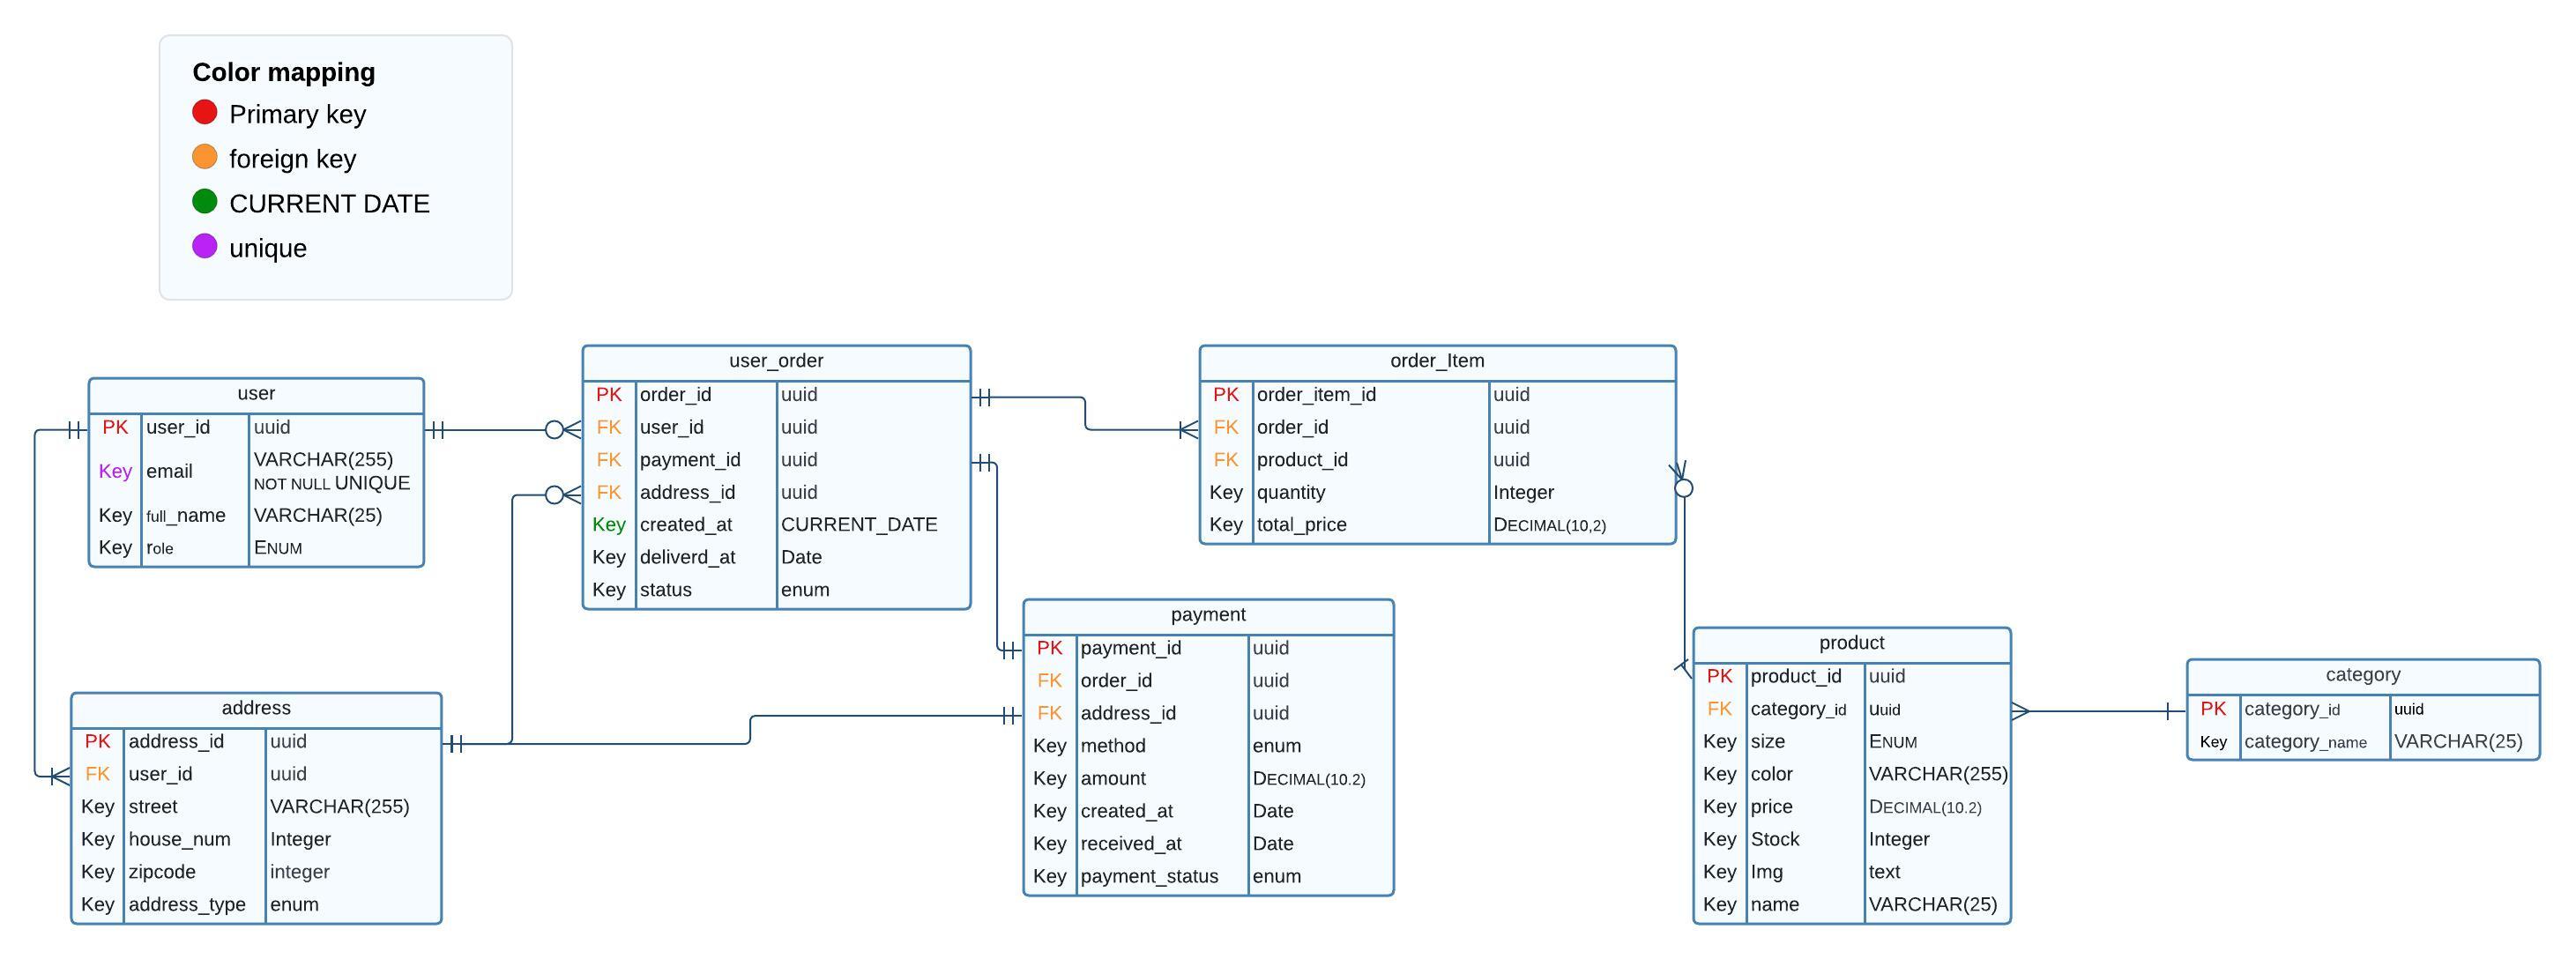 Color mapping
Primary key
foreign key
CURRENT DATE
unique
user
PK user_id uuid
Key email VARCHAR(255)
NOT NULL UNIQUE
Key full_name VARCHAR(25)
Key role ENUM
user_order
PK order_id uuid
FK user_id uuid
FK payment_id uuid
FK address_id uuid
Key created_at CURRENT_DATE
Key deliverd_at Date
Key status enum
order_Item
PK order_item_id uuid
FK order_id uuid
FK product_id uuid
Key quantity Integer
Key total_price DECIMAL(10,2)
address
PK address_id uuid
FK user_id uuid
Key street VARCHAR(255)
Key house_num Integer
Key zipcode integer
Key address_type enum
payment
PK payment_id uuid
FK order_id uuid
FK address_id uuid
Key method enum
Key amount DECIMAL(10.2)
Key created_at Date
Key received_at Date
Key payment_status enum
product
PK product_id uuid
FK category_id uuid
Key size ENUM
Key color VARCHAR(255)
Key price DECIMAL(10.2)
Key Stock Integer
Key Img text
Key name VARCHAR(25)
category
PK category_id uuid
Key category_name VARCHAR(25)